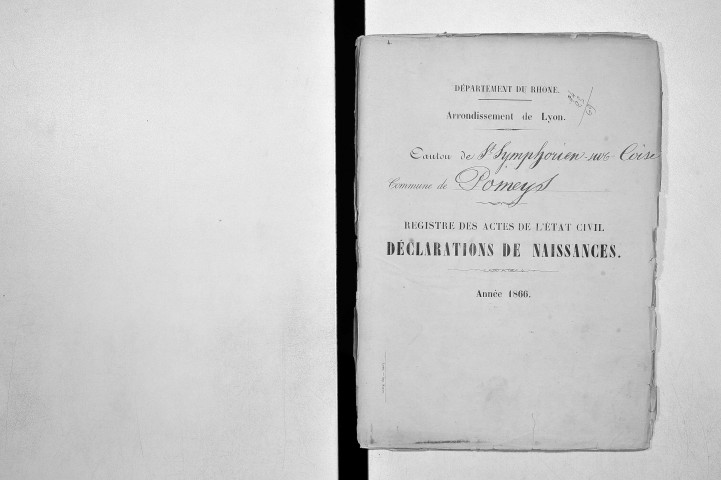 DÉPARTEMENT DU RHÔNE.
Arrondissement de Lyon.
Canton de St Symphorien-sur-Coise
Commune de Pomeys
REGISTRE DES ACTES DE L'ÉTAT CIVIL
DÉCLARATIONS DE NAISSANCES.
Année 1866.